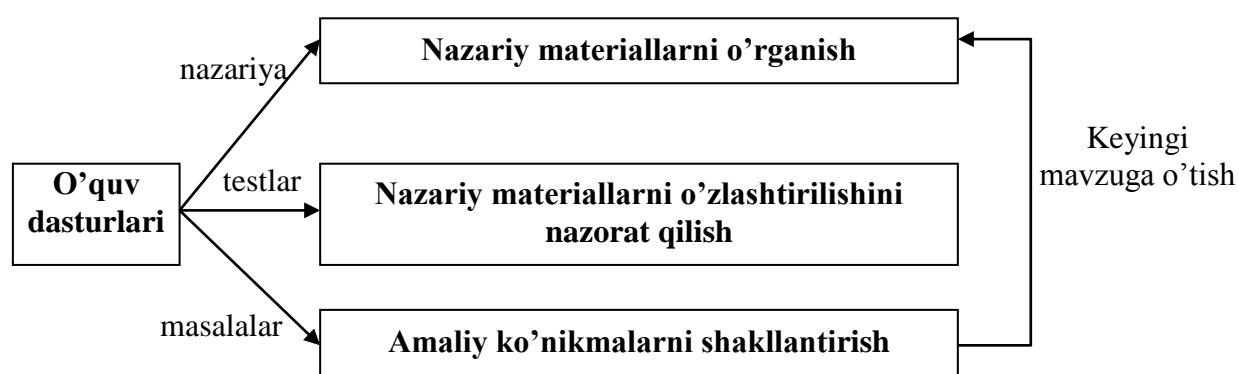 Nazariy materiallarni o’rganish
nazariya
Keyingi
mavzuga o’tish
O’quv
dasturlari
testlar
Nazariy materiallarni o’zlashtirilishini
nazorat qilish
masalalar
Amaliy ko’nikmalarni shakllantirish